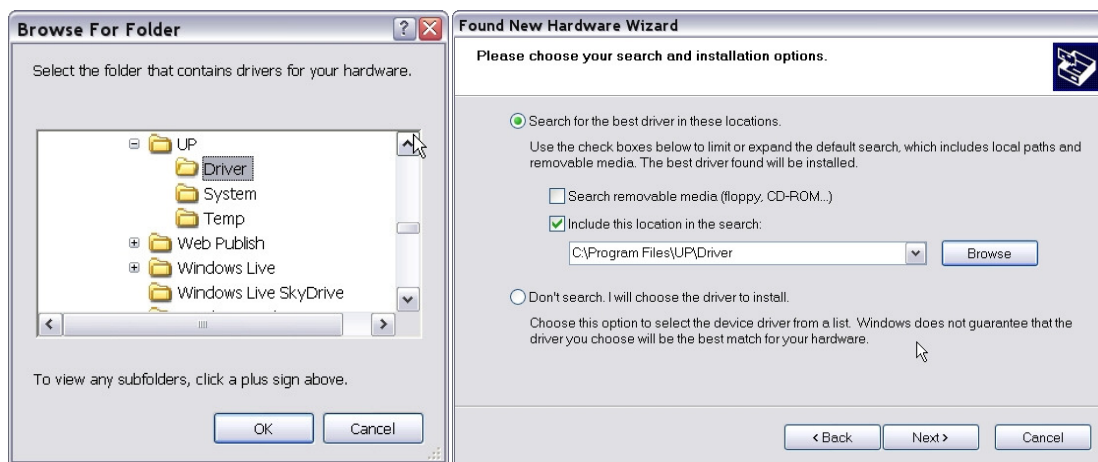 Browse For Folder
Select the folder that contains drivers for your hardware.
UP
Driver
System
Temp
Web Publish
Windows Live
Windows Live SkyDrive
To view any subfolders, click a plus sign above.
OK
Cancel
Found New Hardware Wizard
Please choose your search and installation options.
Search for the best driver in these locations.
Use the check boxes below to limit or expand the default search, which includes local paths and
removable media. The best driver found will be installed.
Search removable media (floppy, CD-ROM...)
Include this location in the search:
C:\Program Files\UP\Driver
Browse
Don't search. I will choose the driver to install.
Choose this option to select the device driver from a list. Windows does not guarantee that the
driver you choose will be the best match for your hardware.
< Back
Next >
Cancel